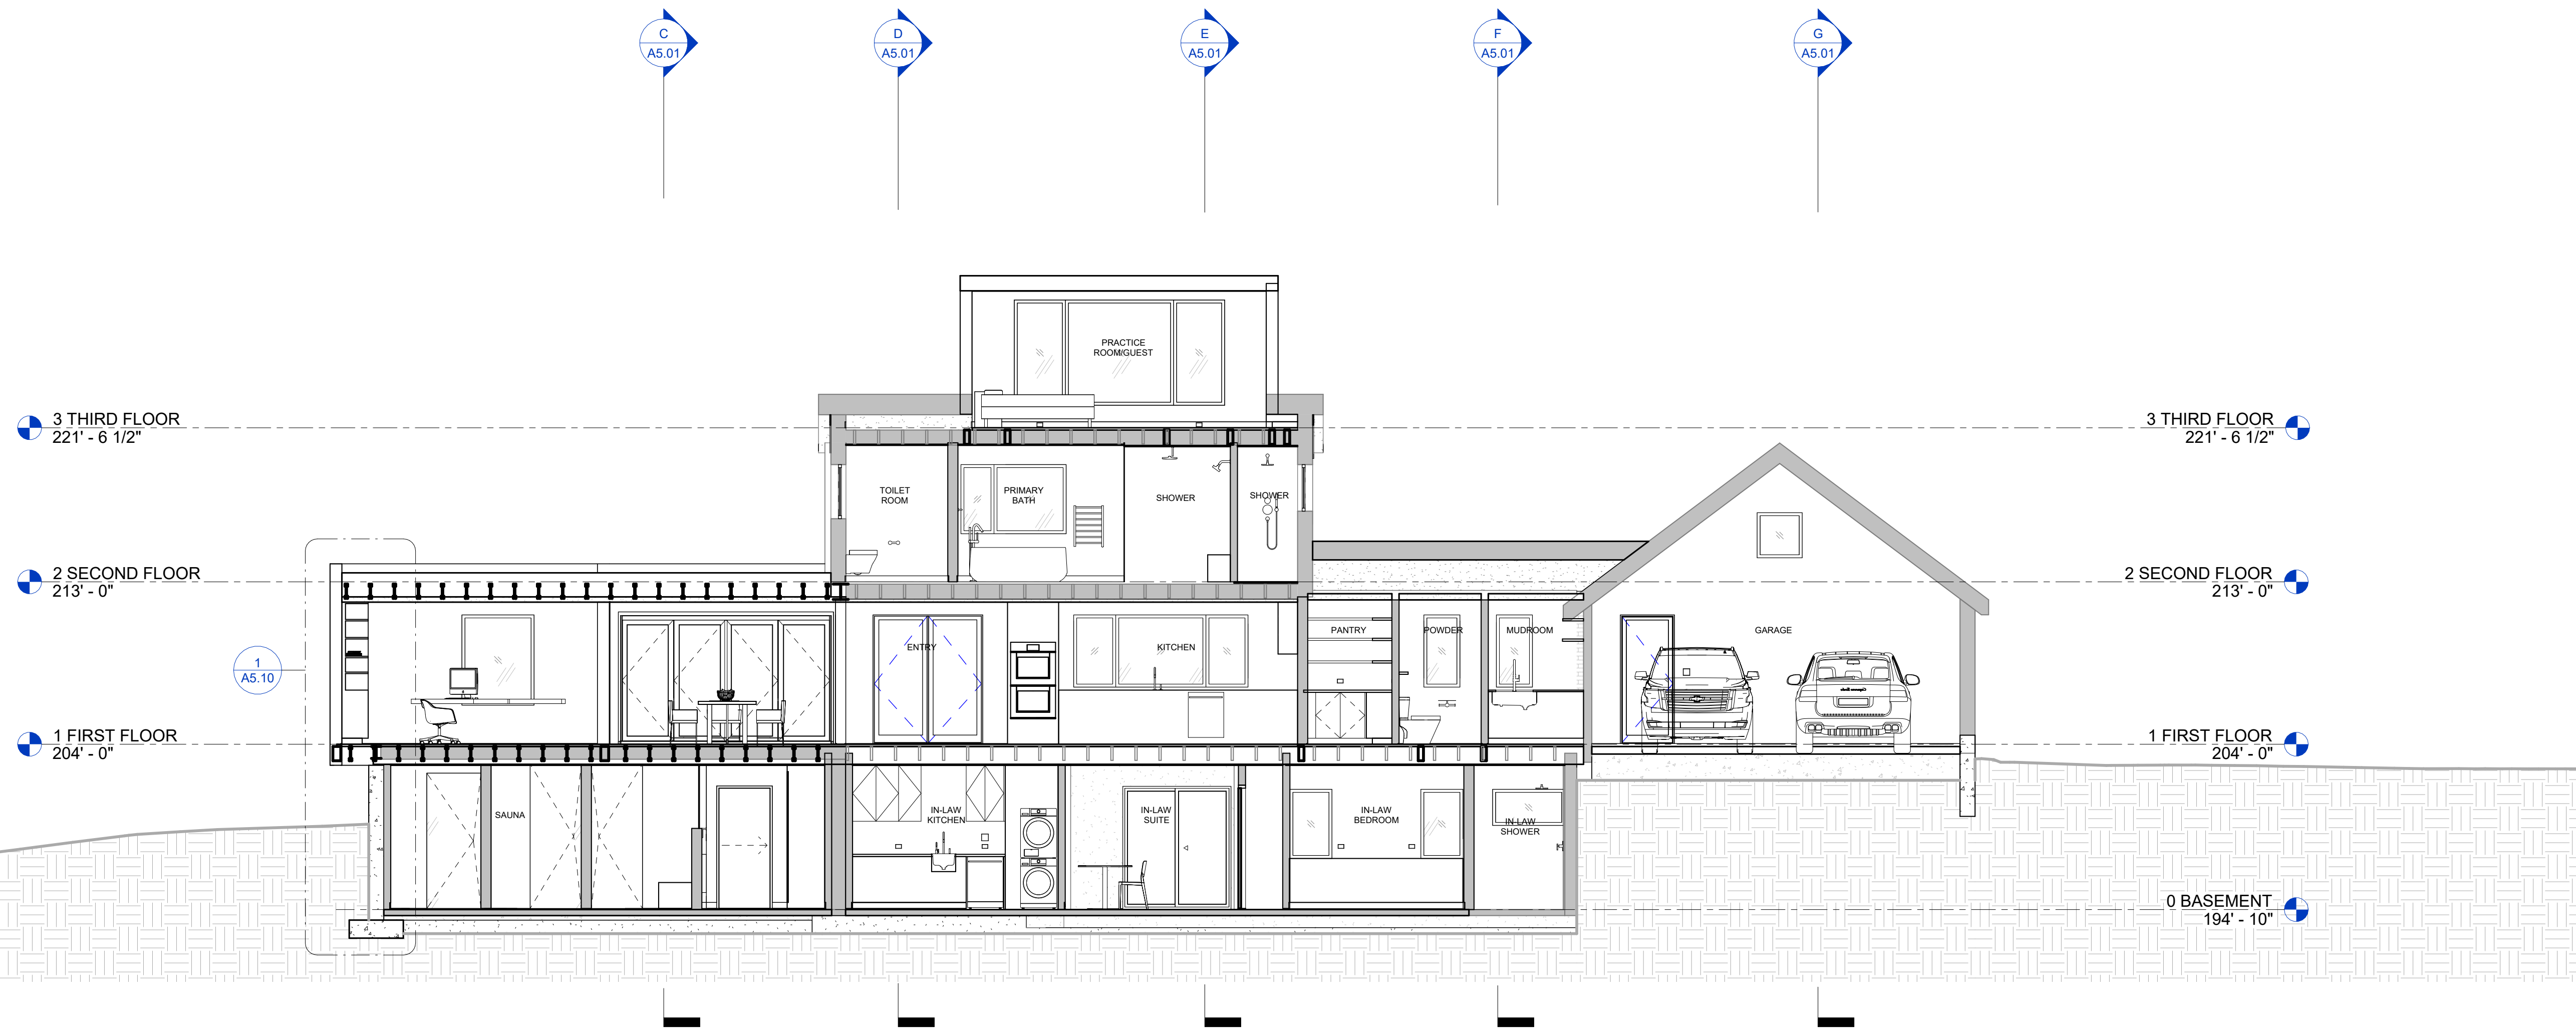 C
A5.01
D
A5.01
E
A5.01
F
A5.01
G
A5.01
PRACTICE
ROOM/GUEST
3 THIRD FLOOR
221' - 6 1/2"
3 THIRD FLOOR
221' - 6 1/2"
TOILET
ROOM
PRIMARY
BATH
SHOWER
SHOWER
2 SECOND FLOOR
213' - 0"
2 SECOND FLOOR
213' - 0"
1
A5.10
ENTRY
KITCHEN
PANTRY
POWDER
MUDROOM
GARAGE
1 FIRST FLOOR
204' - 0"
1 FIRST FLOOR
204' - 0"
SAUNA
IN-LAW
KITCHEN
IN-LAW
SUITE
IN-LAW
BEDROOM
IN-LAW
SHOWER
0 BASEMENT
194' - 10"